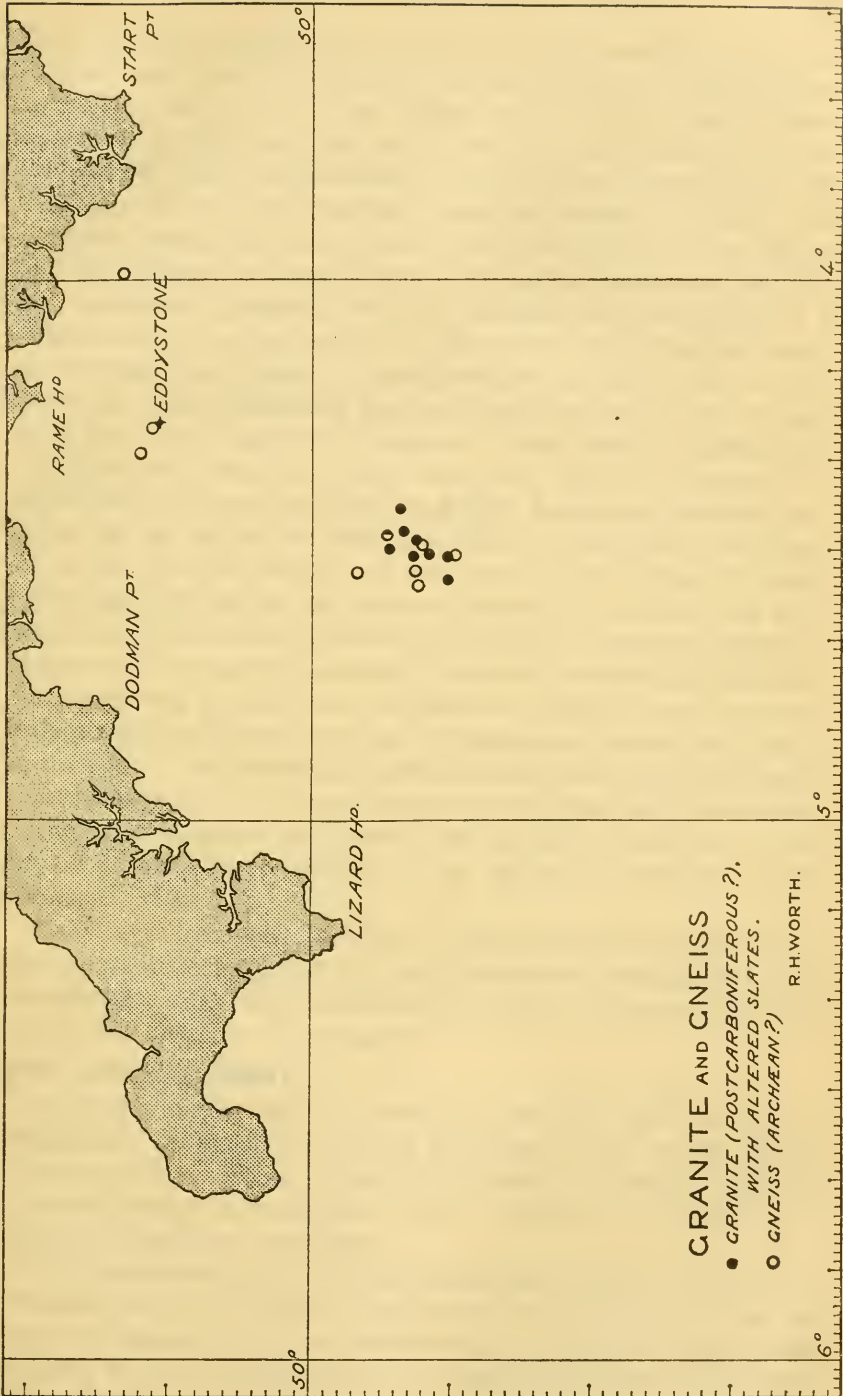 START
PT
50°
4°
EDDYSTONE
RAME HD
DODMAN PT.
5°
LIZARD HD.
GRANITE AND GNEISS
● GRANITE (POSTCARBONIFEROUS?),
WITH ALTERED SLATES.
○ GNEISS (ARCHÆAN?)
R.H.WORTH.
50°
6°